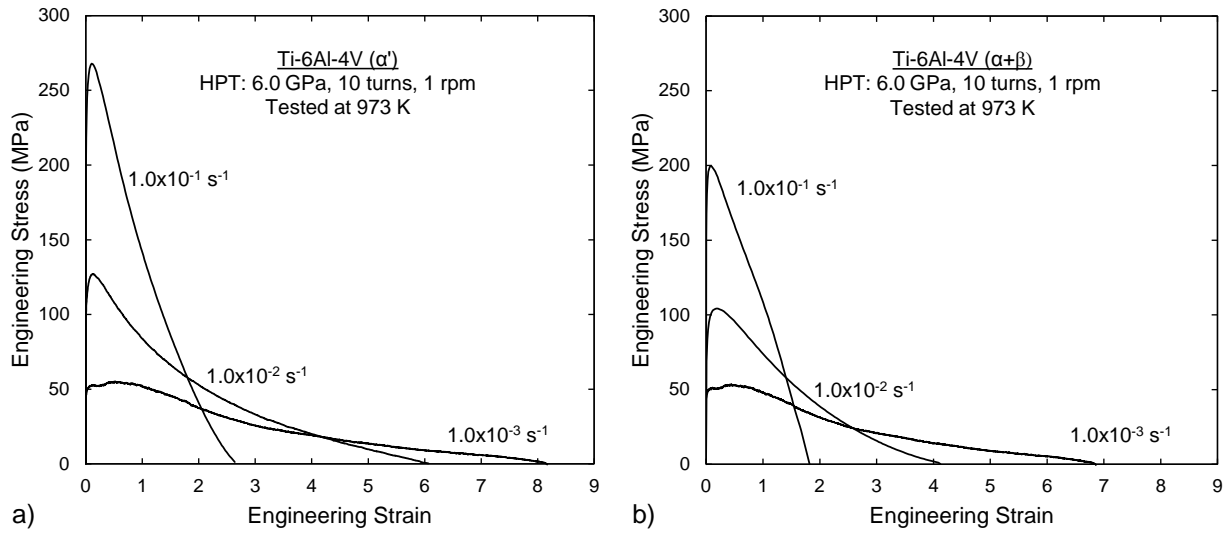 Ti-6Al-4V (α')
HPT: 6.0 GPa, 10 turns, 1 rpm
Tested at 973 K
1.0x10⁻¹ s⁻¹
1.0x10⁻² s⁻¹
1.0x10⁻³ s⁻¹
Engineering Stress (MPa)
300
250
200
150
100
50
0
0 1 2 3 4 5 6 7 8 9
Engineering Strain
a)
Ti-6Al-4V (α+β)
HPT: 6.0 GPa, 10 turns, 1 rpm
Tested at 973 K
1.0x10⁻¹ s⁻¹
1.0x10⁻² s⁻¹
1.0x10⁻³ s⁻¹
Engineering Stress (MPa)
300
250
200
150
100
50
0
0 1 2 3 4 5 6 7 8 9
Engineering Strain
b)